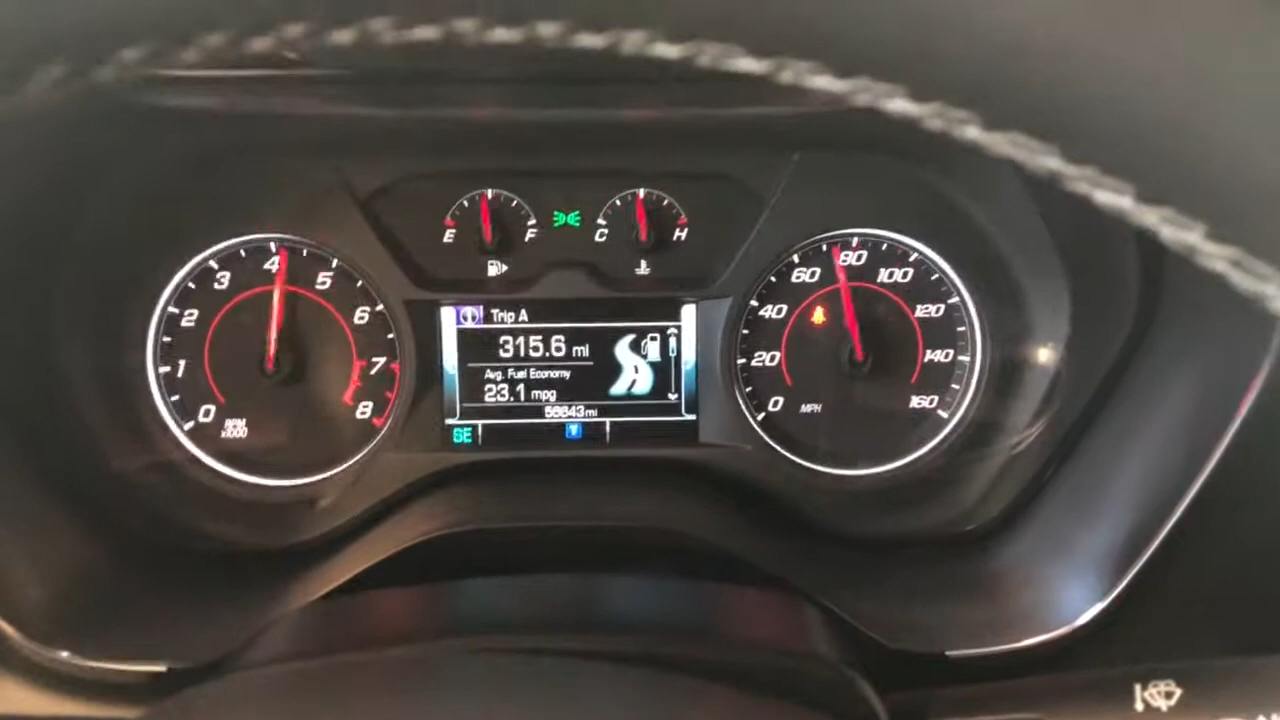 E F C H
0 1 2 3 4 5 6 7 8
RPM
x1000
Trip A
315.6 mi
Avg. Fuel Economy
23.1 mpg
56643mi
SE T
0 20 40 60 80 100 120 140 160
MPH